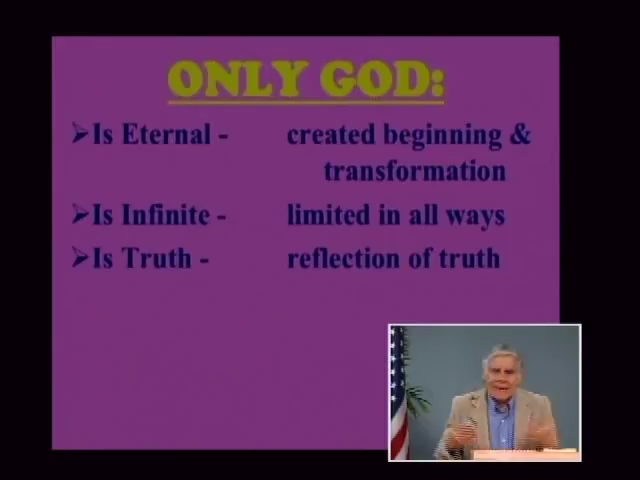 ONLY GOD:
➢Is Eternal - created beginning &
transformation
➢Is Infinite - limited in all ways
➢Is Truth - reflection of truth